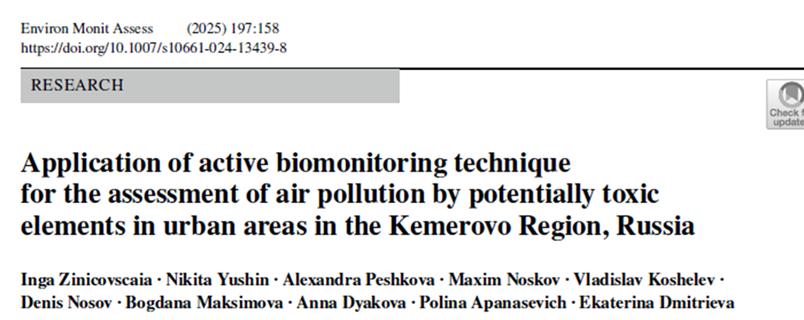 Environ Monit Assess (2025) 197:158
https://doi.org/10.1007/s10661-024-13439-8
RESEARCH
Check f
update
Application of active biomonitoring technique
for the assessment of air pollution by potentially toxic
elements in urban areas in the Kemerovo Region, Russia
Inga Zinicovscaia · Nikita Yushin · Alexandra Peshkova · Maxim Noskov · Vladislav Koshelev ·
Denis Nosov · Bogdana Maksimova · Anna Dyakova · Polina Apanasevich · Ekaterina Dmitrieva